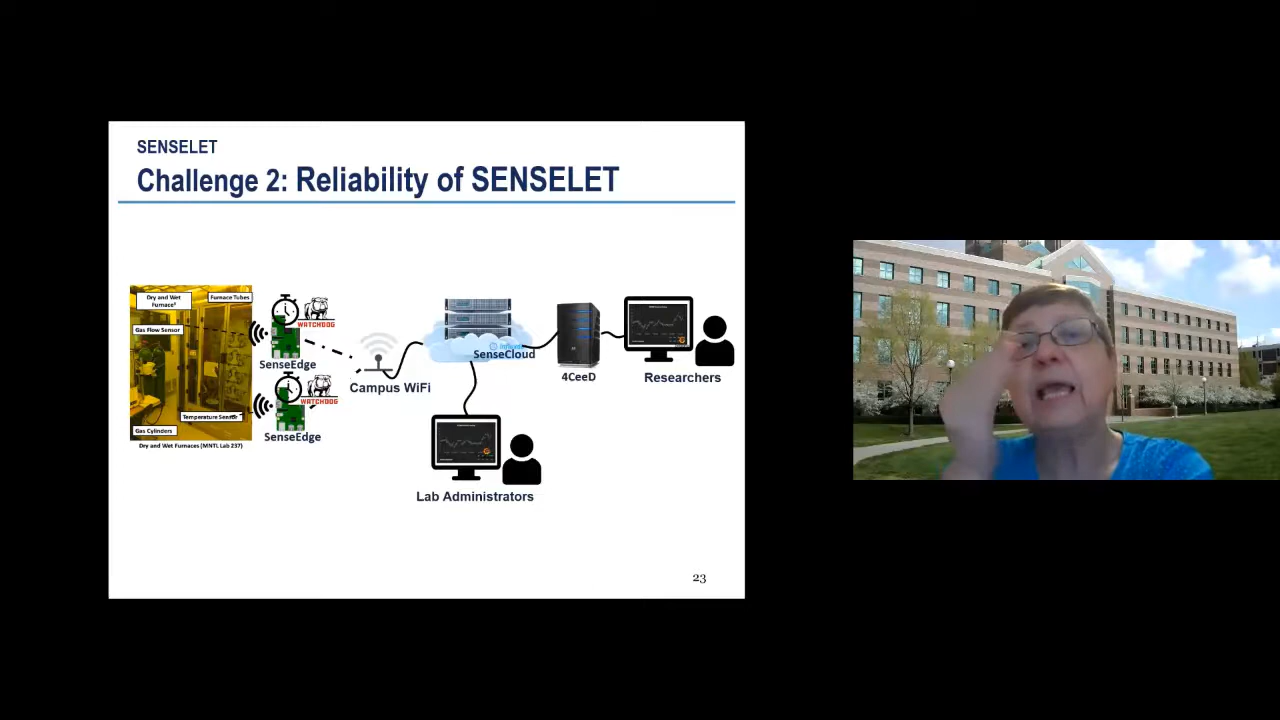 SENSELET
Challenge 2: Reliability of SENSELET
Dry and Wet
Furnace
Furnace Tubes
Gas Flow Sensor
Temperature Sensor
Gas Cylinders
Dry and Wet Furnaces (MNTL Lab 237)
WATCHDOG
SenseEdge
WATCHDOG
SenseEdge
Campus WiFi
SenseCloud
4CeeD
Researchers
Lab Administrators
23